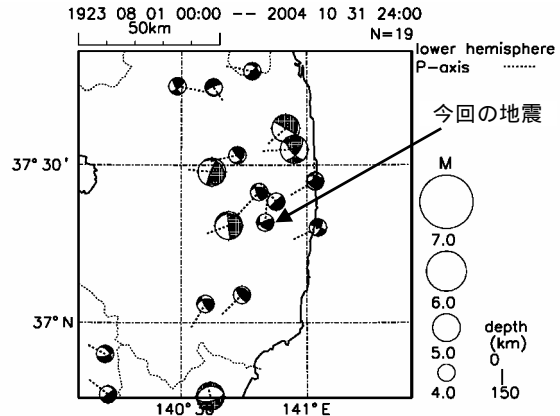 1923 08 01 00:00 -- 2004 10 31 24:00
50km
N=19
lower hemisphere
P-axis
今回の地震
37° 30'
M
7.0
6.0
37° N
5.0
depth
(km)
0
4.0
150
140° 30'
141° E